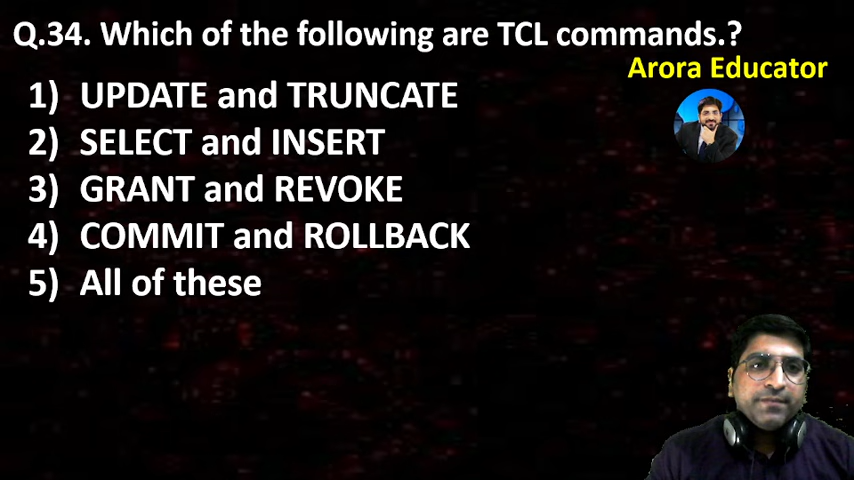 Q.34. Which of the following are TCL commands.?
Arora Educator
1) UPDATE and TRUNCATE
2) SELECT and INSERT
3) GRANT and REVOKE
4) COMMIT and ROLLBACK
5) All of these